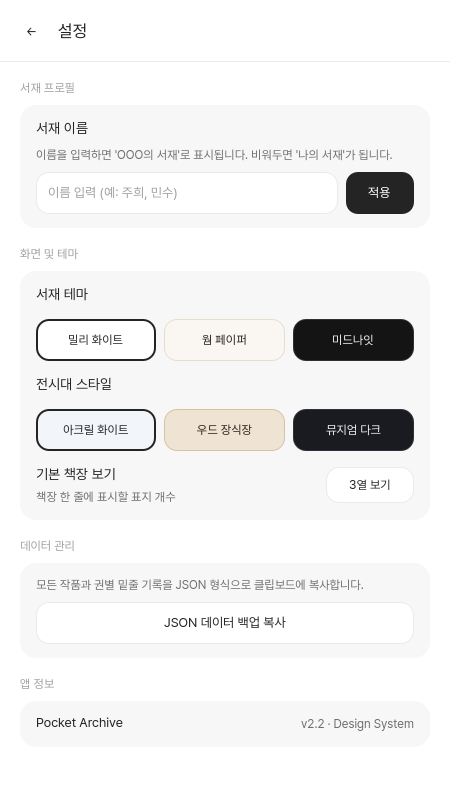 ← 설정
서재 프로필
서재 이름
이름을 입력하면 'OOO의 서재'로 표시됩니다. 비워두면 '나의 서재'가 됩니다.
이름 입력 (예: 주희, 민수)
적용
화면 및 테마
서재 테마
밀리 화이트
웜 페이퍼
미드나잇
전시대 스타일
아크릴 화이트
우드 장식장
뮤지엄 다크
기본 책장 보기
책장 한 줄에 표시할 표지 개수
3열 보기
데이터 관리
모든 작품과 권별 밑줄 기록을 JSON 형식으로 클립보드에 복사합니다.
JSON 데이터 백업 복사
앱 정보
Pocket Archive
v2.2 · Design System